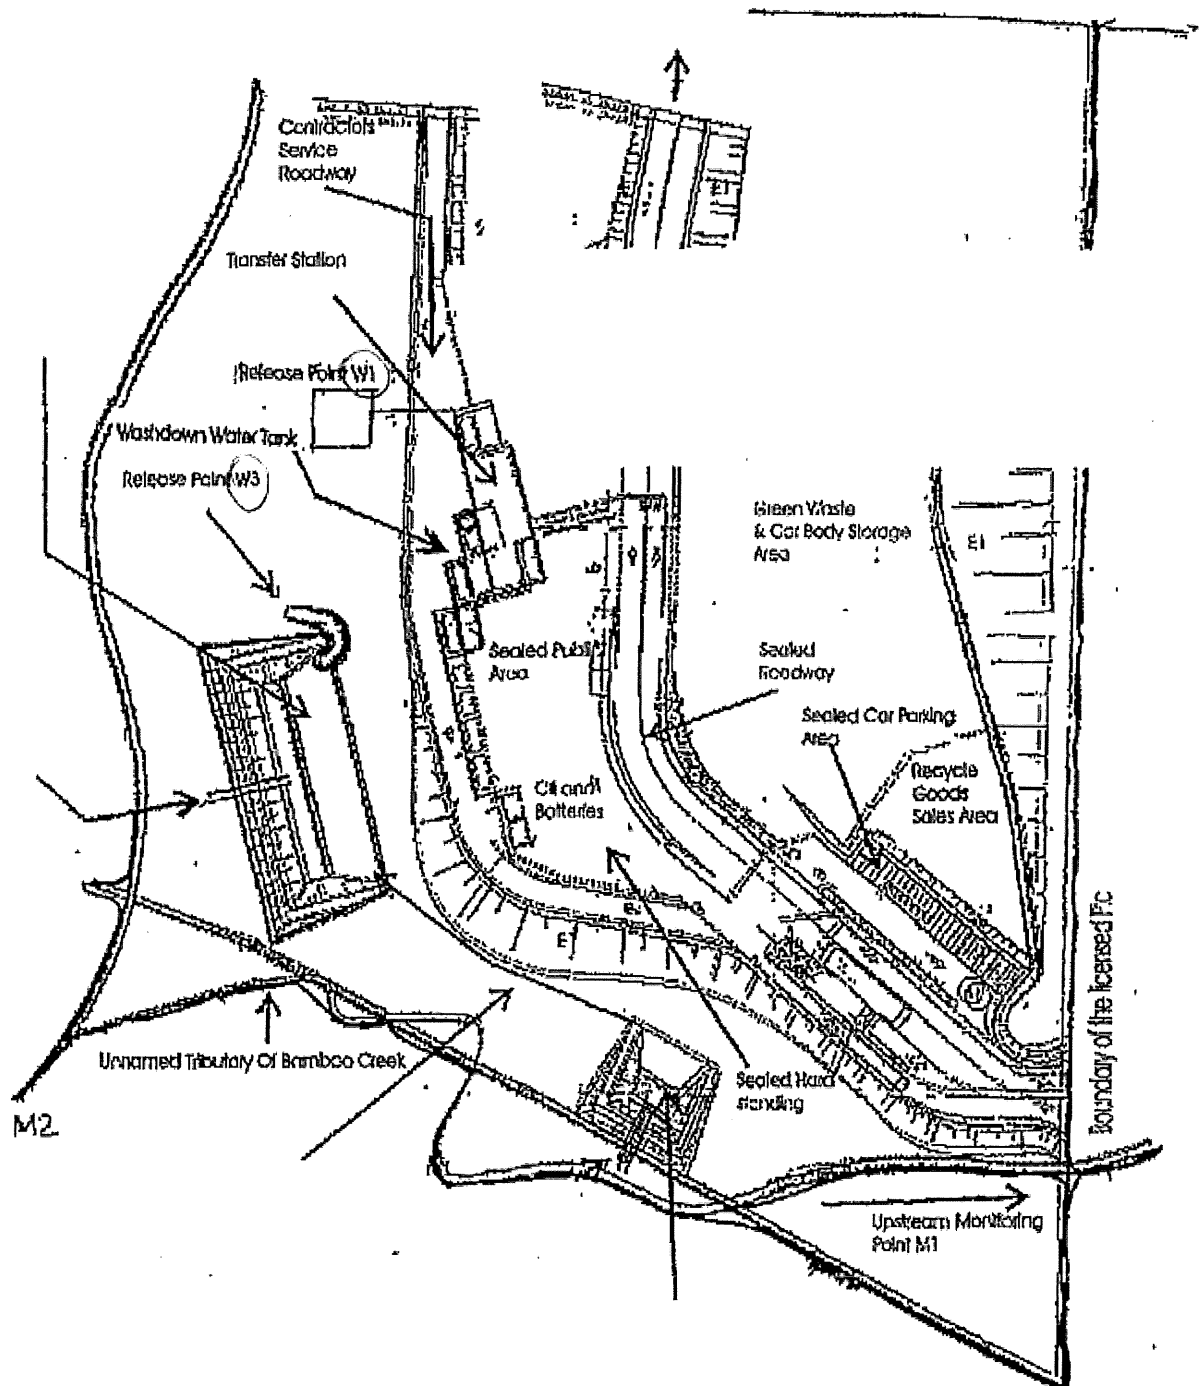 Contractors
Service
Roadway
Transfer Station
Release Point W1
Washdown Water Tank
Release Point W3
Green Waste
& Car Body Storage
Area
E1
E1
Sealed Publ
Area
Sealed
Roadway
Sealed Car Parking
Area
Recycle
Goods
Sales Area
Oil and
Batteries
E1
Boundary of the licensed
Unnamed Tributary Of Bamboo Creek
Sealed Hard
standing
M2
Upstream Monitoring
Point M1